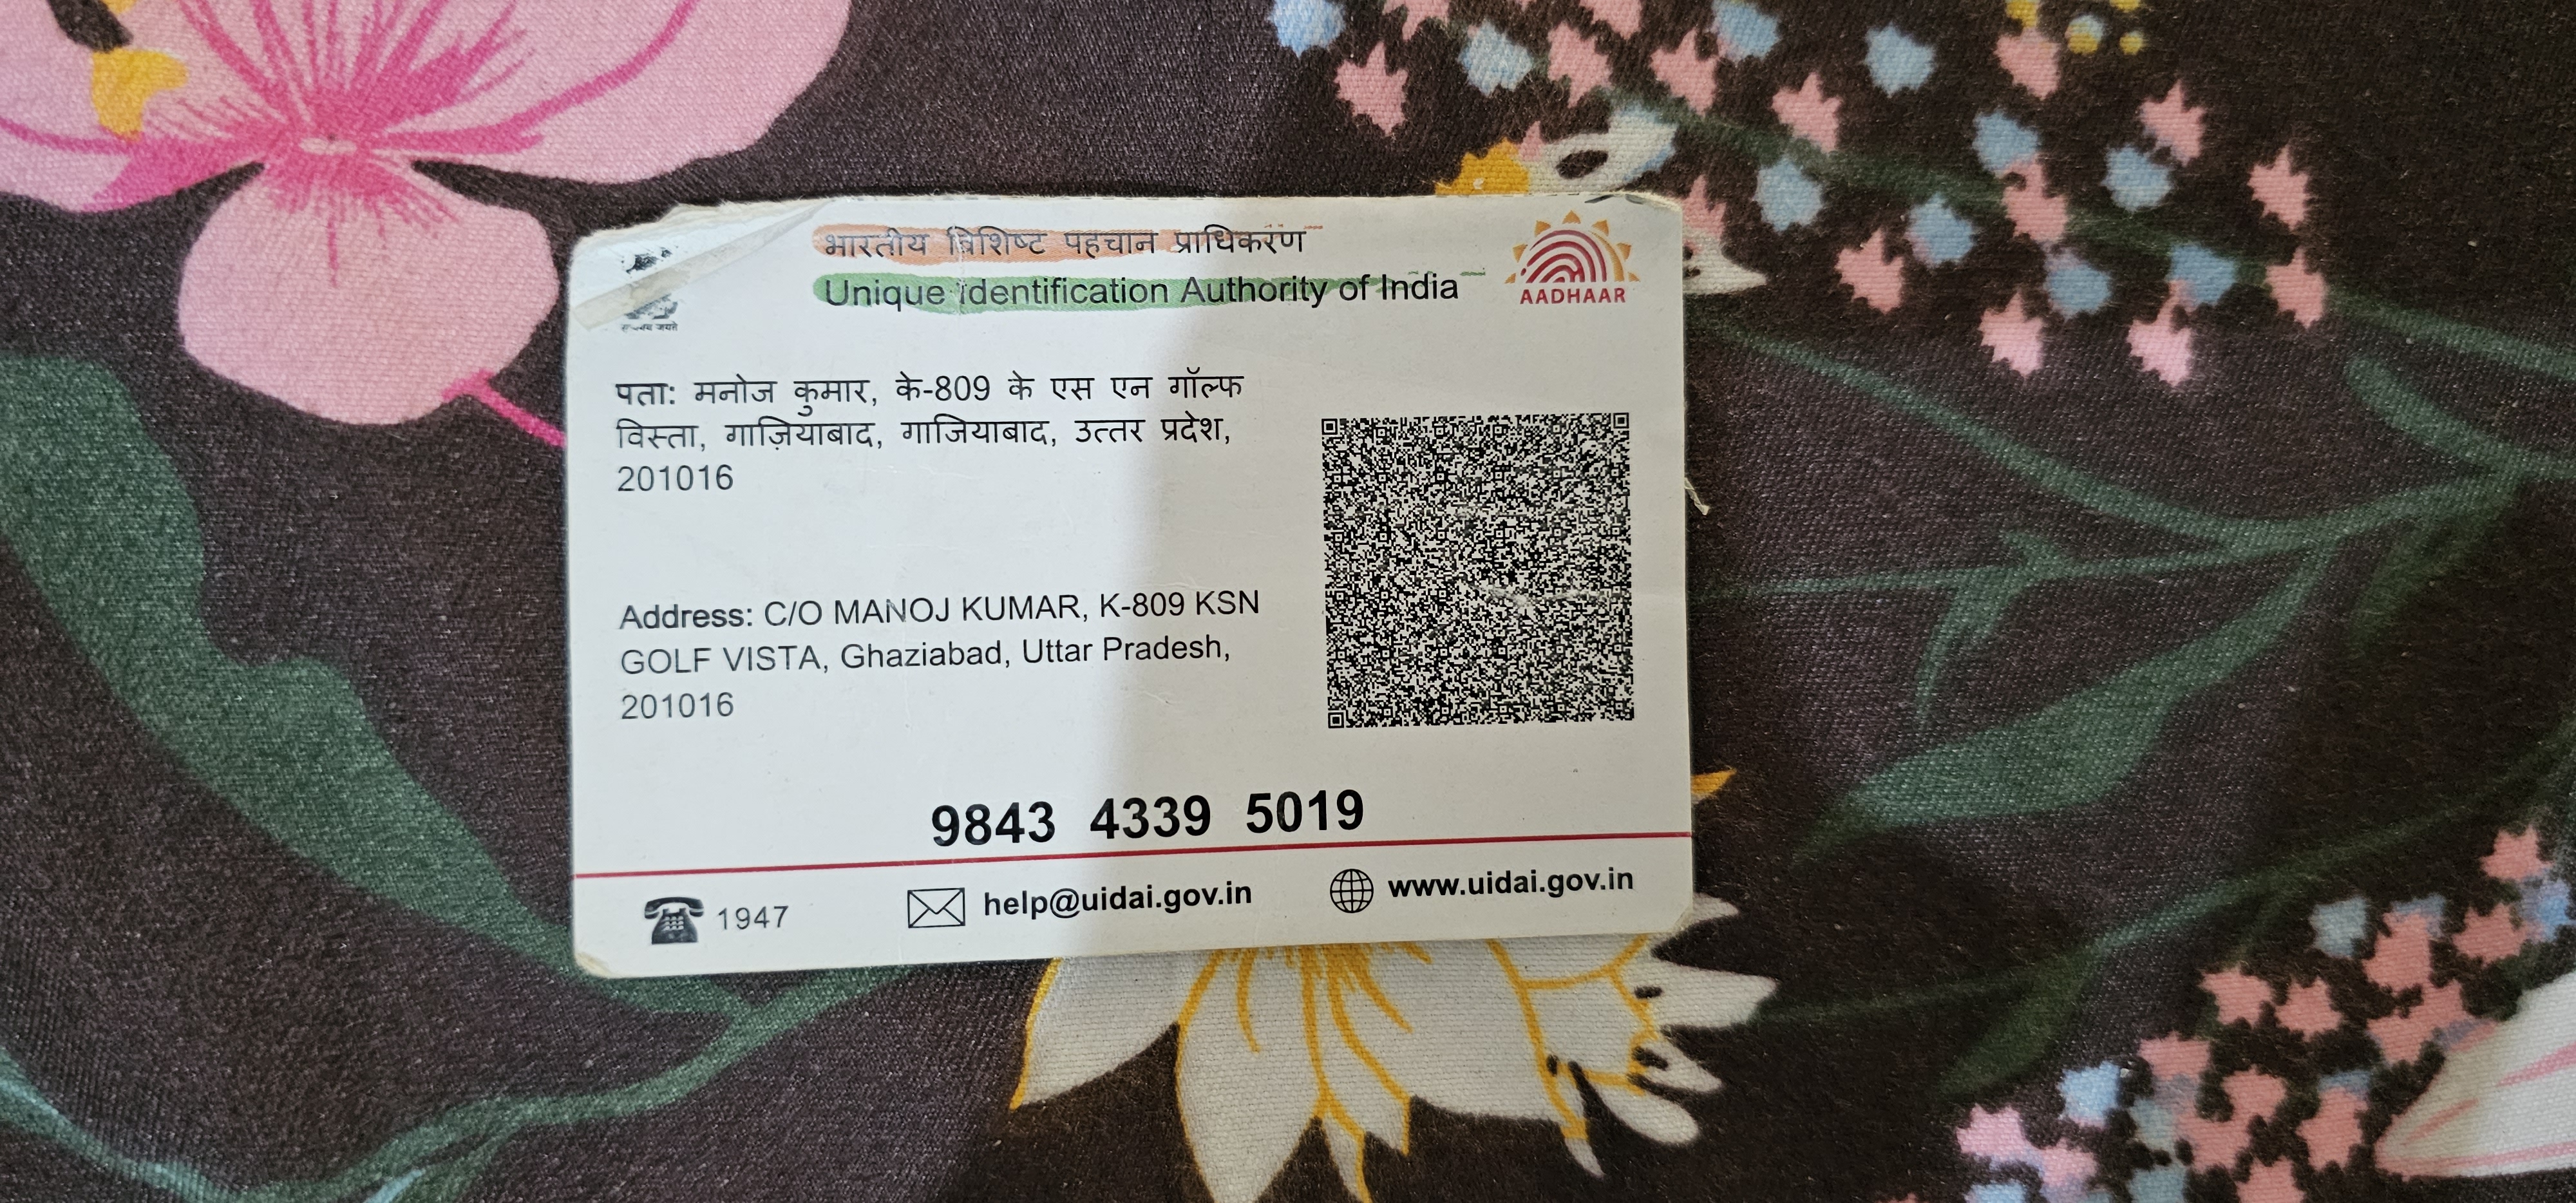 भारतीय विशिष्ट पहचान प्राधिकरण
Unique Identification Authority of India
AADHAAR
पता: मनोज कुमार, के-809 के एस एन गॉल्फ
विस्ता, गाज़ियाबाद, गाजियाबाद, उत्तर प्रदेश,
201016
Address: C/O MANOJ KUMAR, K-809 KSN
GOLF VISTA, Ghaziabad, Uttar Pradesh,
201016
9843 4339 5019
1947
help@uidai.gov.in
www.uidai.gov.in